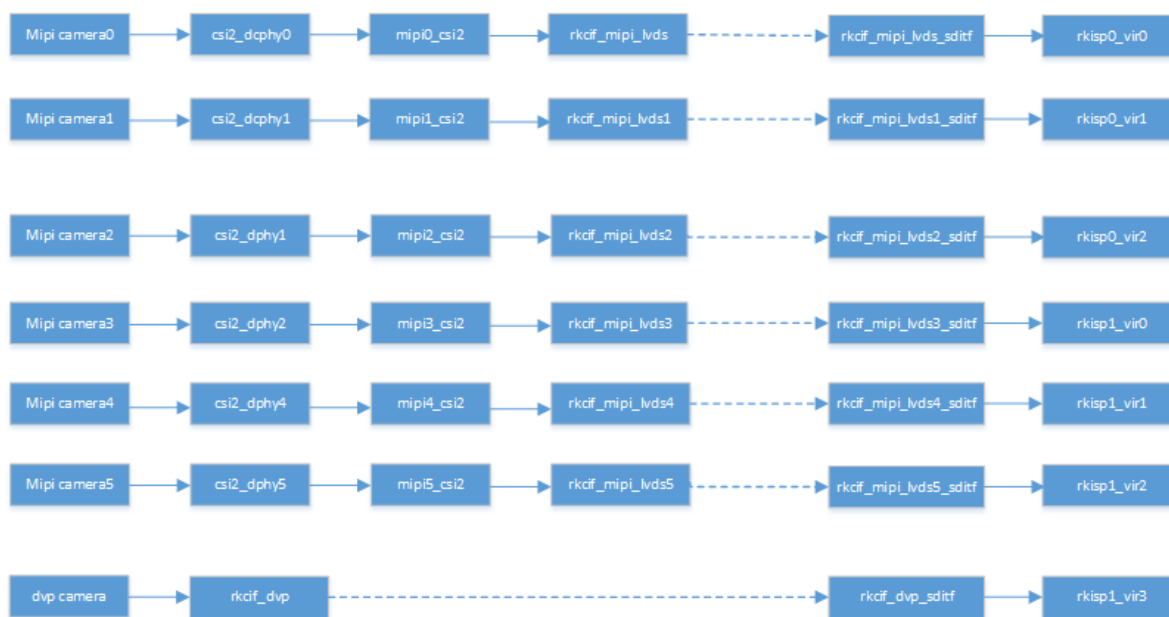 Mipi camera0 csi2_dcphy0 mipi0_csi2 rkcif_mipi_lvds rkcif_mipi_lvds_sditf rkisp0_vir0
Mipi camera1 csi2_dcphy1 mipi1_csi2 rkcif_mipi_lvds1 rkcif_mipi_lvds1_sditf rkisp0_vir1
Mipi camera2 csi2_dphy1 mipi2_csi2 rkcif_mipi_lvds2 rkcif_mipi_lvds2_sditf rkisp0_vir2
Mipi camera3 csi2_dphy2 mipi3_csi2 rkcif_mipi_lvds3 rkcif_mipi_lvds3_sditf rkisp1_vir0
Mipi camera4 csi2_dphy4 mipi4_csi2 rkcif_mipi_lvds4 rkcif_mipi_lvds4_sditf rkisp1_vir1
Mipi camera5 csi2_dphy5 mipi5_csi2 rkcif_mipi_lvds5 rkcif_mipi_lvds5_sditf rkisp1_vir2
dvp camera rkcif_dvp rkcif_dvp_sditf rkisp1_vir3